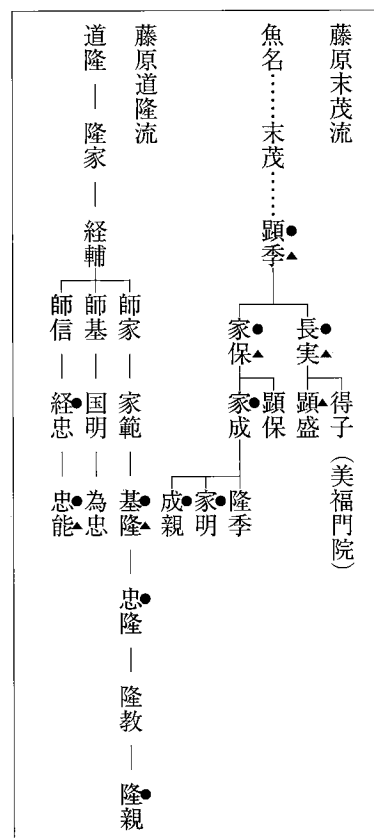 藤原末茂流
魚名……末茂……顕季●▲
長実●▲
得子（美福門院）
顕盛▲
家保●▲
顕保
家成●
隆季
家明●
成親●
藤原道隆流
道隆―隆家―経輔
師家―家範―基隆●▲―忠隆●―隆教―隆親●
師基―国明―為忠
師信―経忠●―忠能●▲